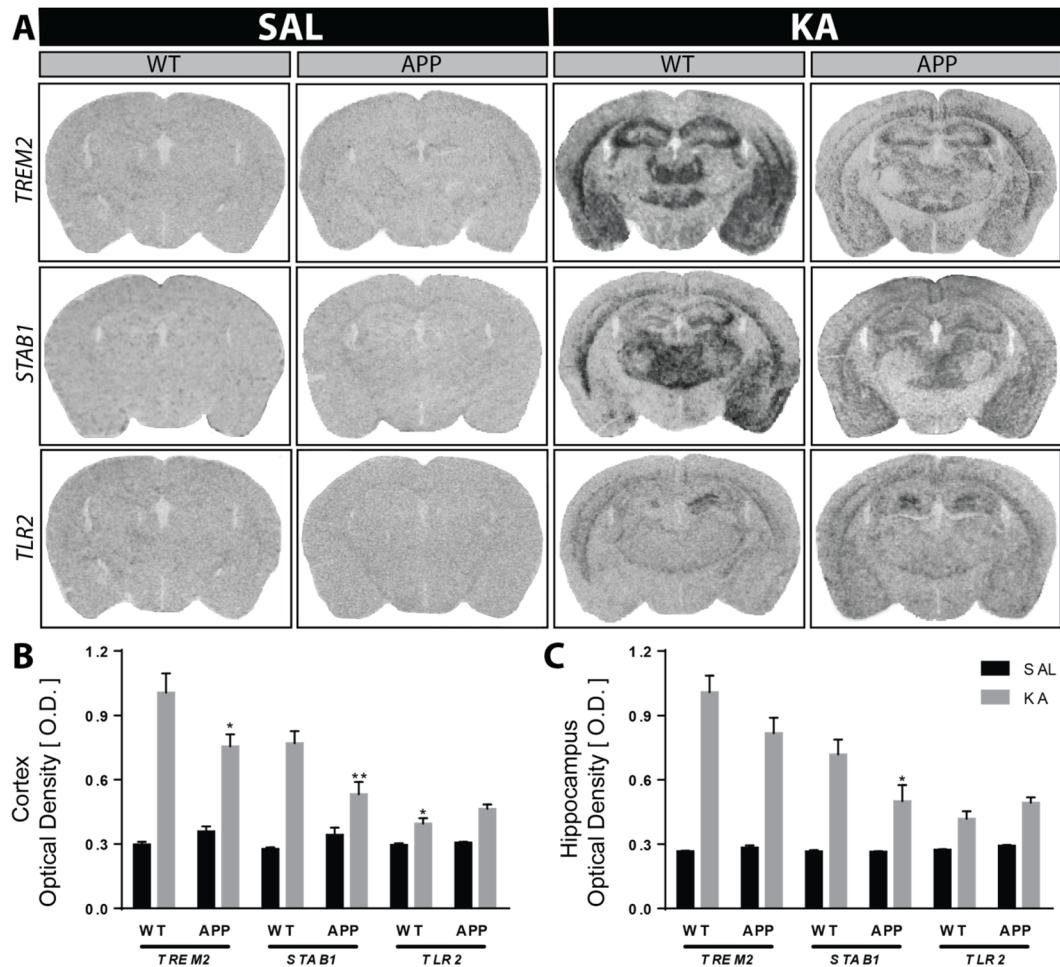 A SAL KA
WT APP WT APP
TREM2
STAB1
TLR2
B
Cortex
Optical Density [ O.D. ]
1.2
0.9
0.6
0.3
0.0
* ** *
WT APP WT APP WT APP
TREM2 STAB1 TLR2
C
Hippocampus
Optical Density [ O.D. ]
1.2
0.9
0.6
0.3
0.0
SAL
KA
*
WT APP WT APP WT APP
TREM2 STAB1 TLR2